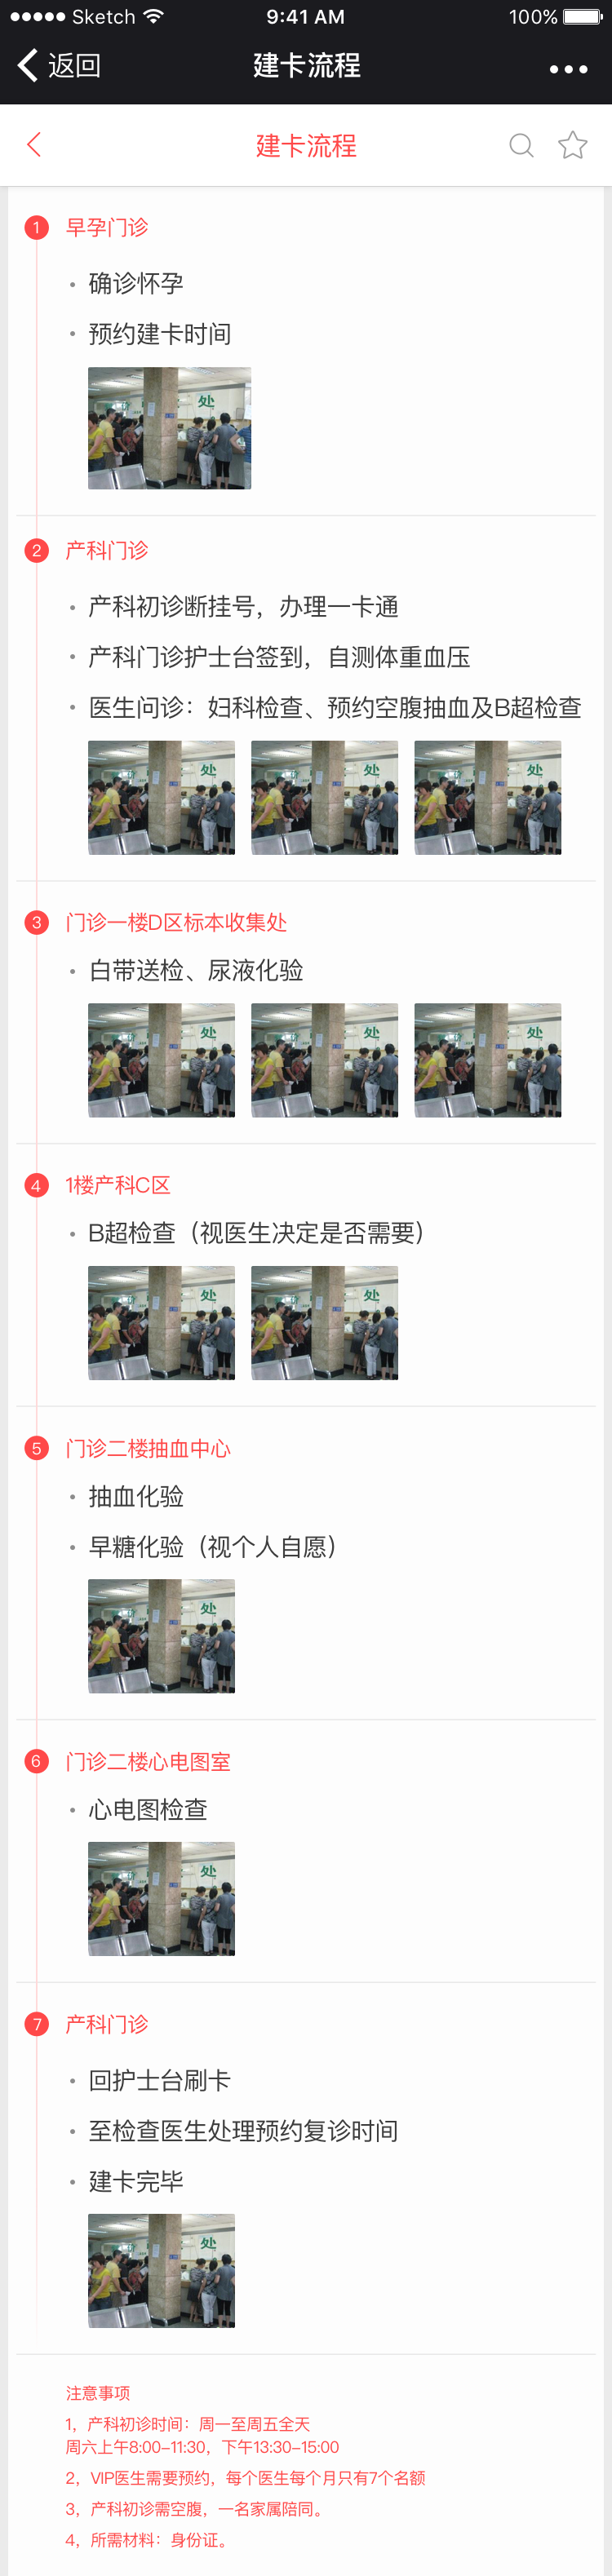 Sketch 9:41 AM 100%
返回 建卡流程
建卡流程
1 早孕门诊
确诊怀孕
预约建卡时间
处
2 产科门诊
产科初诊断挂号，办理一卡通
产科门诊护士台签到，自测体重血压
医生问诊：妇科检查、预约空腹抽血及B超检查
处 处 处
3 门诊一楼D区标本收集处
白带送检、尿液化验
处 处 处
4 1楼产科C区
B超检查（视医生决定是否需要）
处 处
5 门诊二楼抽血中心
抽血化验
早糖化验（视个人自愿）
处
6 门诊二楼心电图室
心电图检查
处
7 产科门诊
回护士台刷卡
至检查医生处理预约复诊时间
建卡完毕
处
注意事项
1，产科初诊时间：周一至周五全天
周六上午8:00-11:30，下午13:30-15:00
2，VIP医生需要预约，每个医生每个月只有7个名额
3，产科初诊需空腹，一名家属陪同。
4，所需材料：身份证。